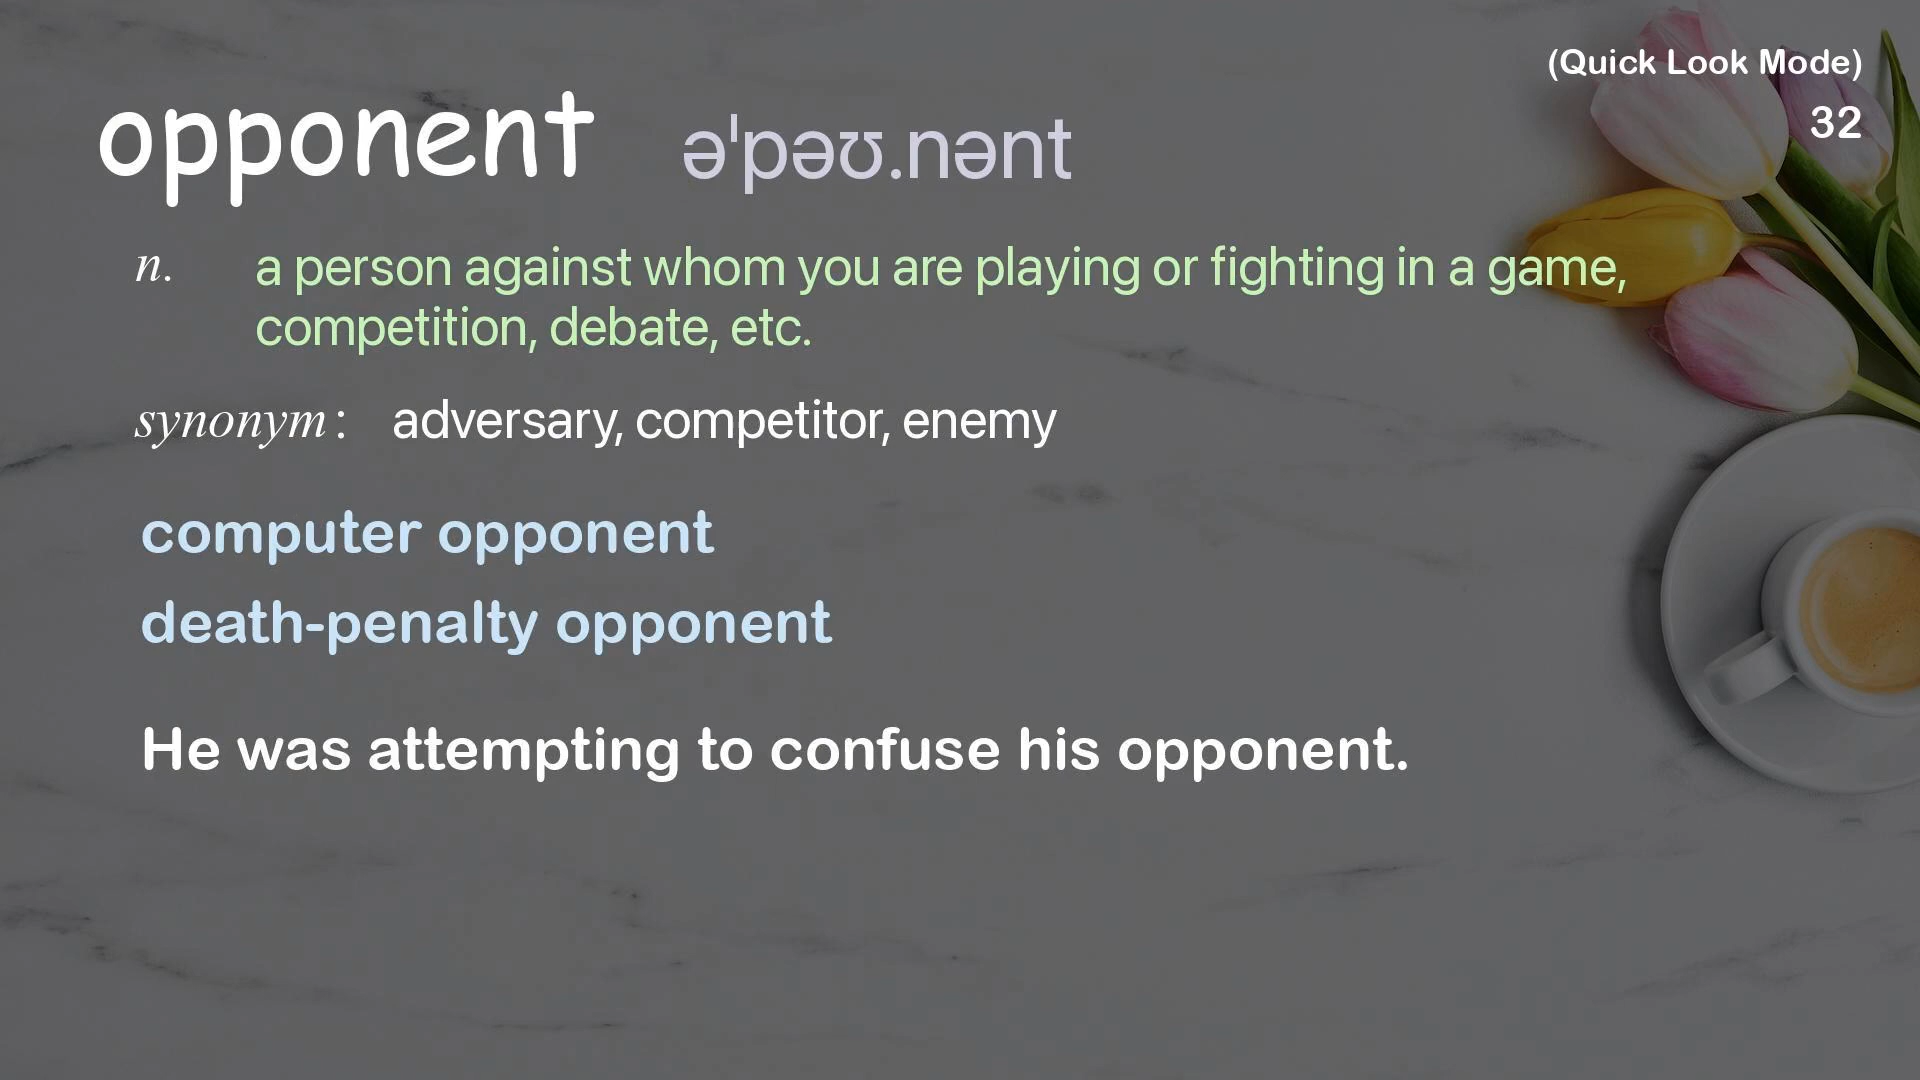 (Quick Look Mode)
opponent əˈpəʊ.nənt
32
n. a person against whom you are playing or fighting in a game,
competition, debate, etc.
synonym : adversary, competitor, enemy
computer opponent
death-penalty opponent
He was attempting to confuse his opponent.